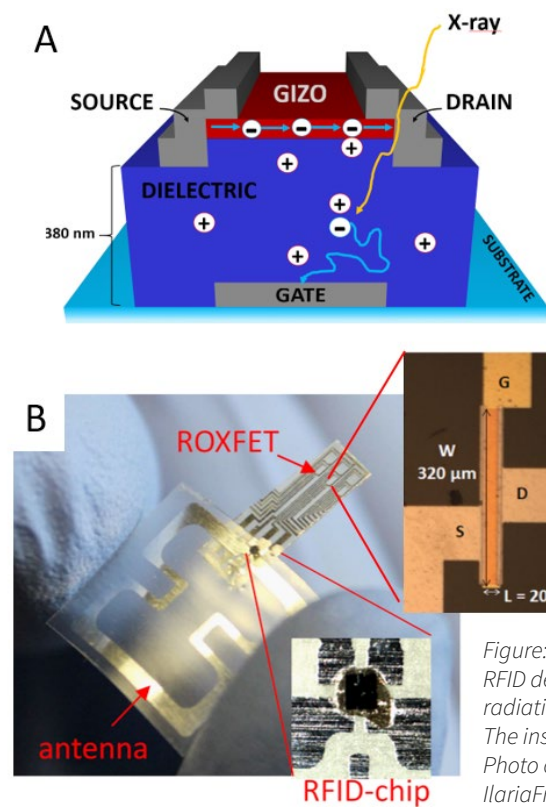 A
X-ray
SOURCE
GIZO
DRAIN
- - -
+
+
DIELECTRIC
+
+
-
+
+
380 nm
GATE
SUBSTRATE
B
ROXFET
G
W
320 µm
D
S
L = 20
antenna
RFID-chip
Figure:
RFID de
radiati
The ins
Photo o
IlariaFr